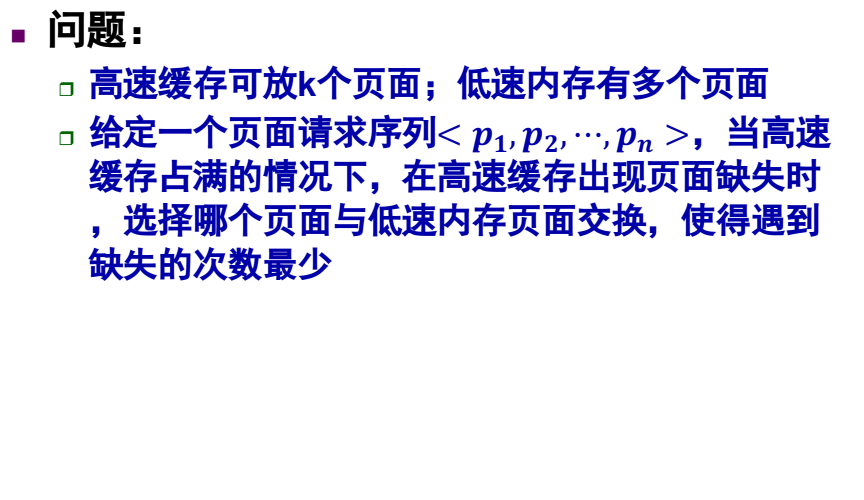 问题：
高速缓存可放k个页面；低速内存有多个页面
给定一个页面请求序列< p₁, p₂, ⋯, pₙ >，当高速
缓存占满的情况下，在高速缓存出现页面缺失时
，选择哪个页面与低速内存页面交换，使得遇到
缺失的次数最少